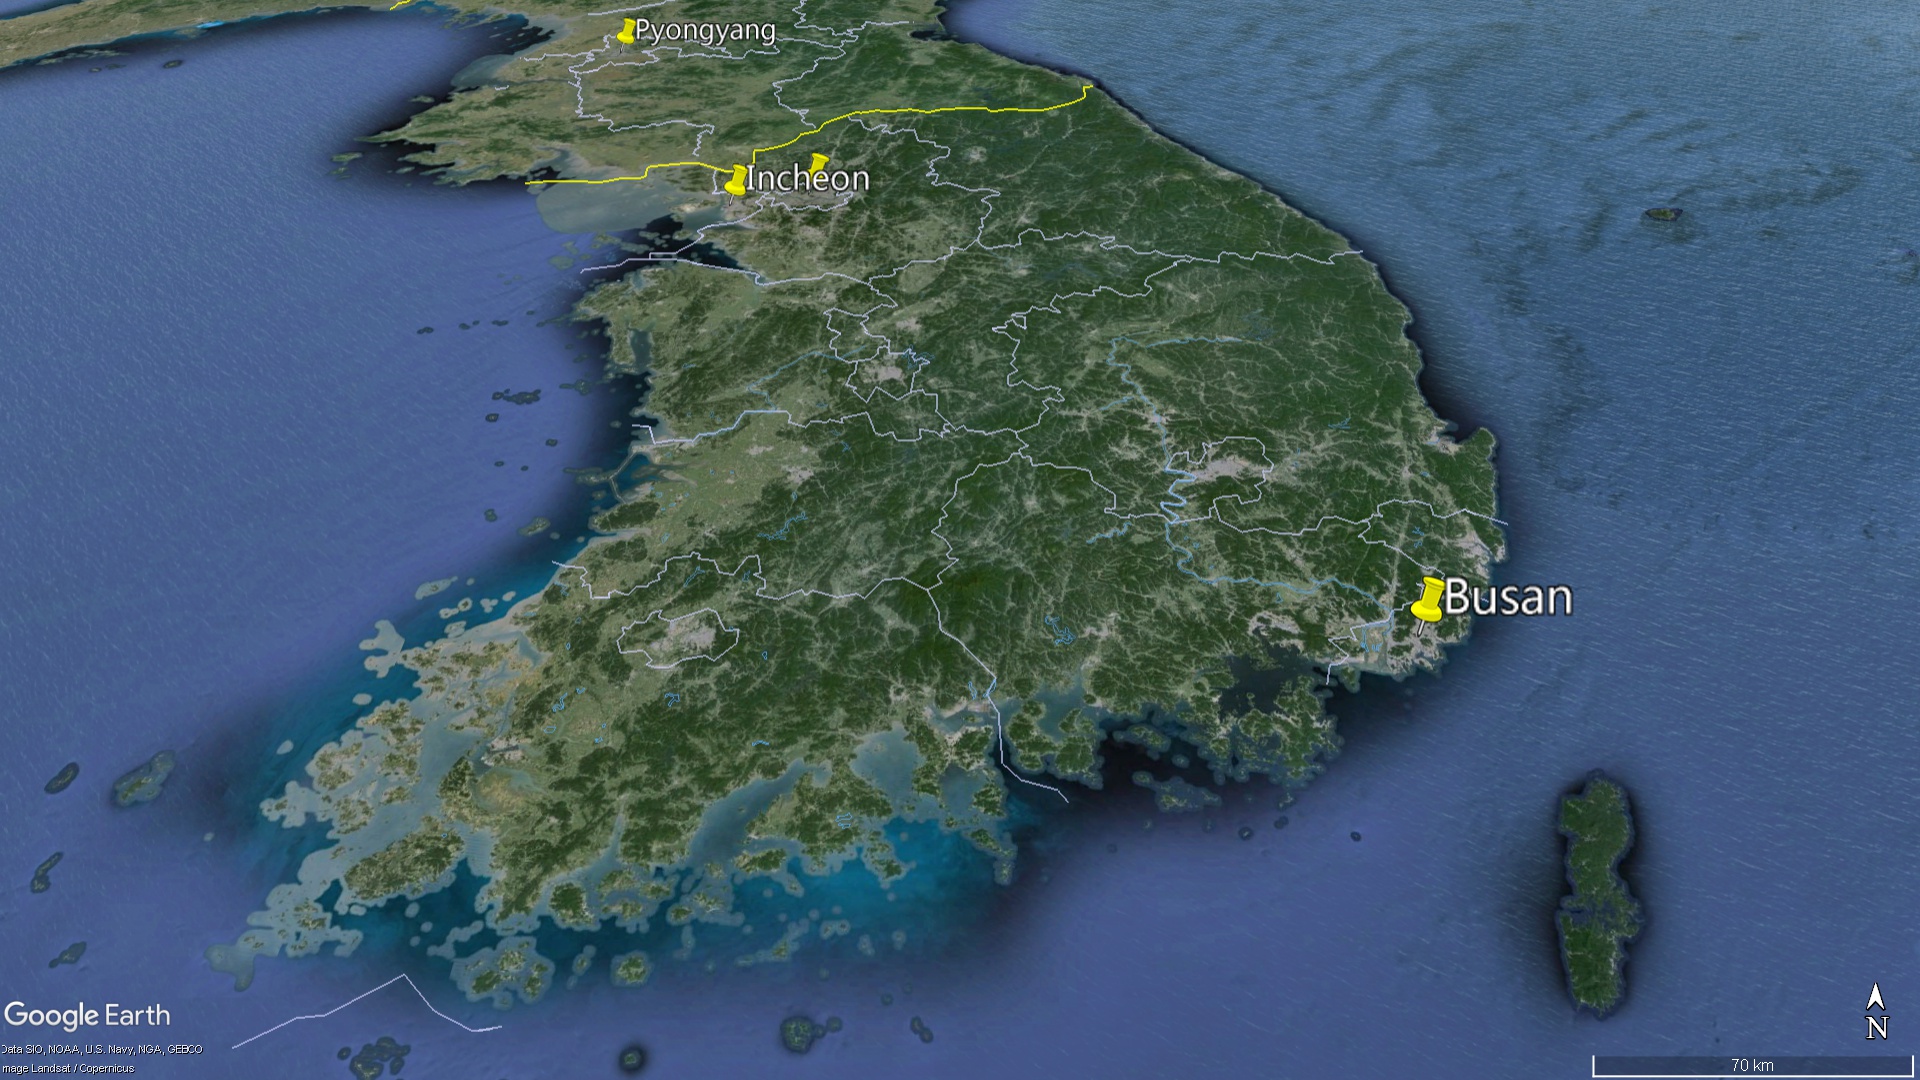 Pyongyang
Incheon
Busan
Google Earth
Data SIO, NOAA, U.S. Navy, NGA, GEBCO
mage Landsat / Copernicus
N
70 km